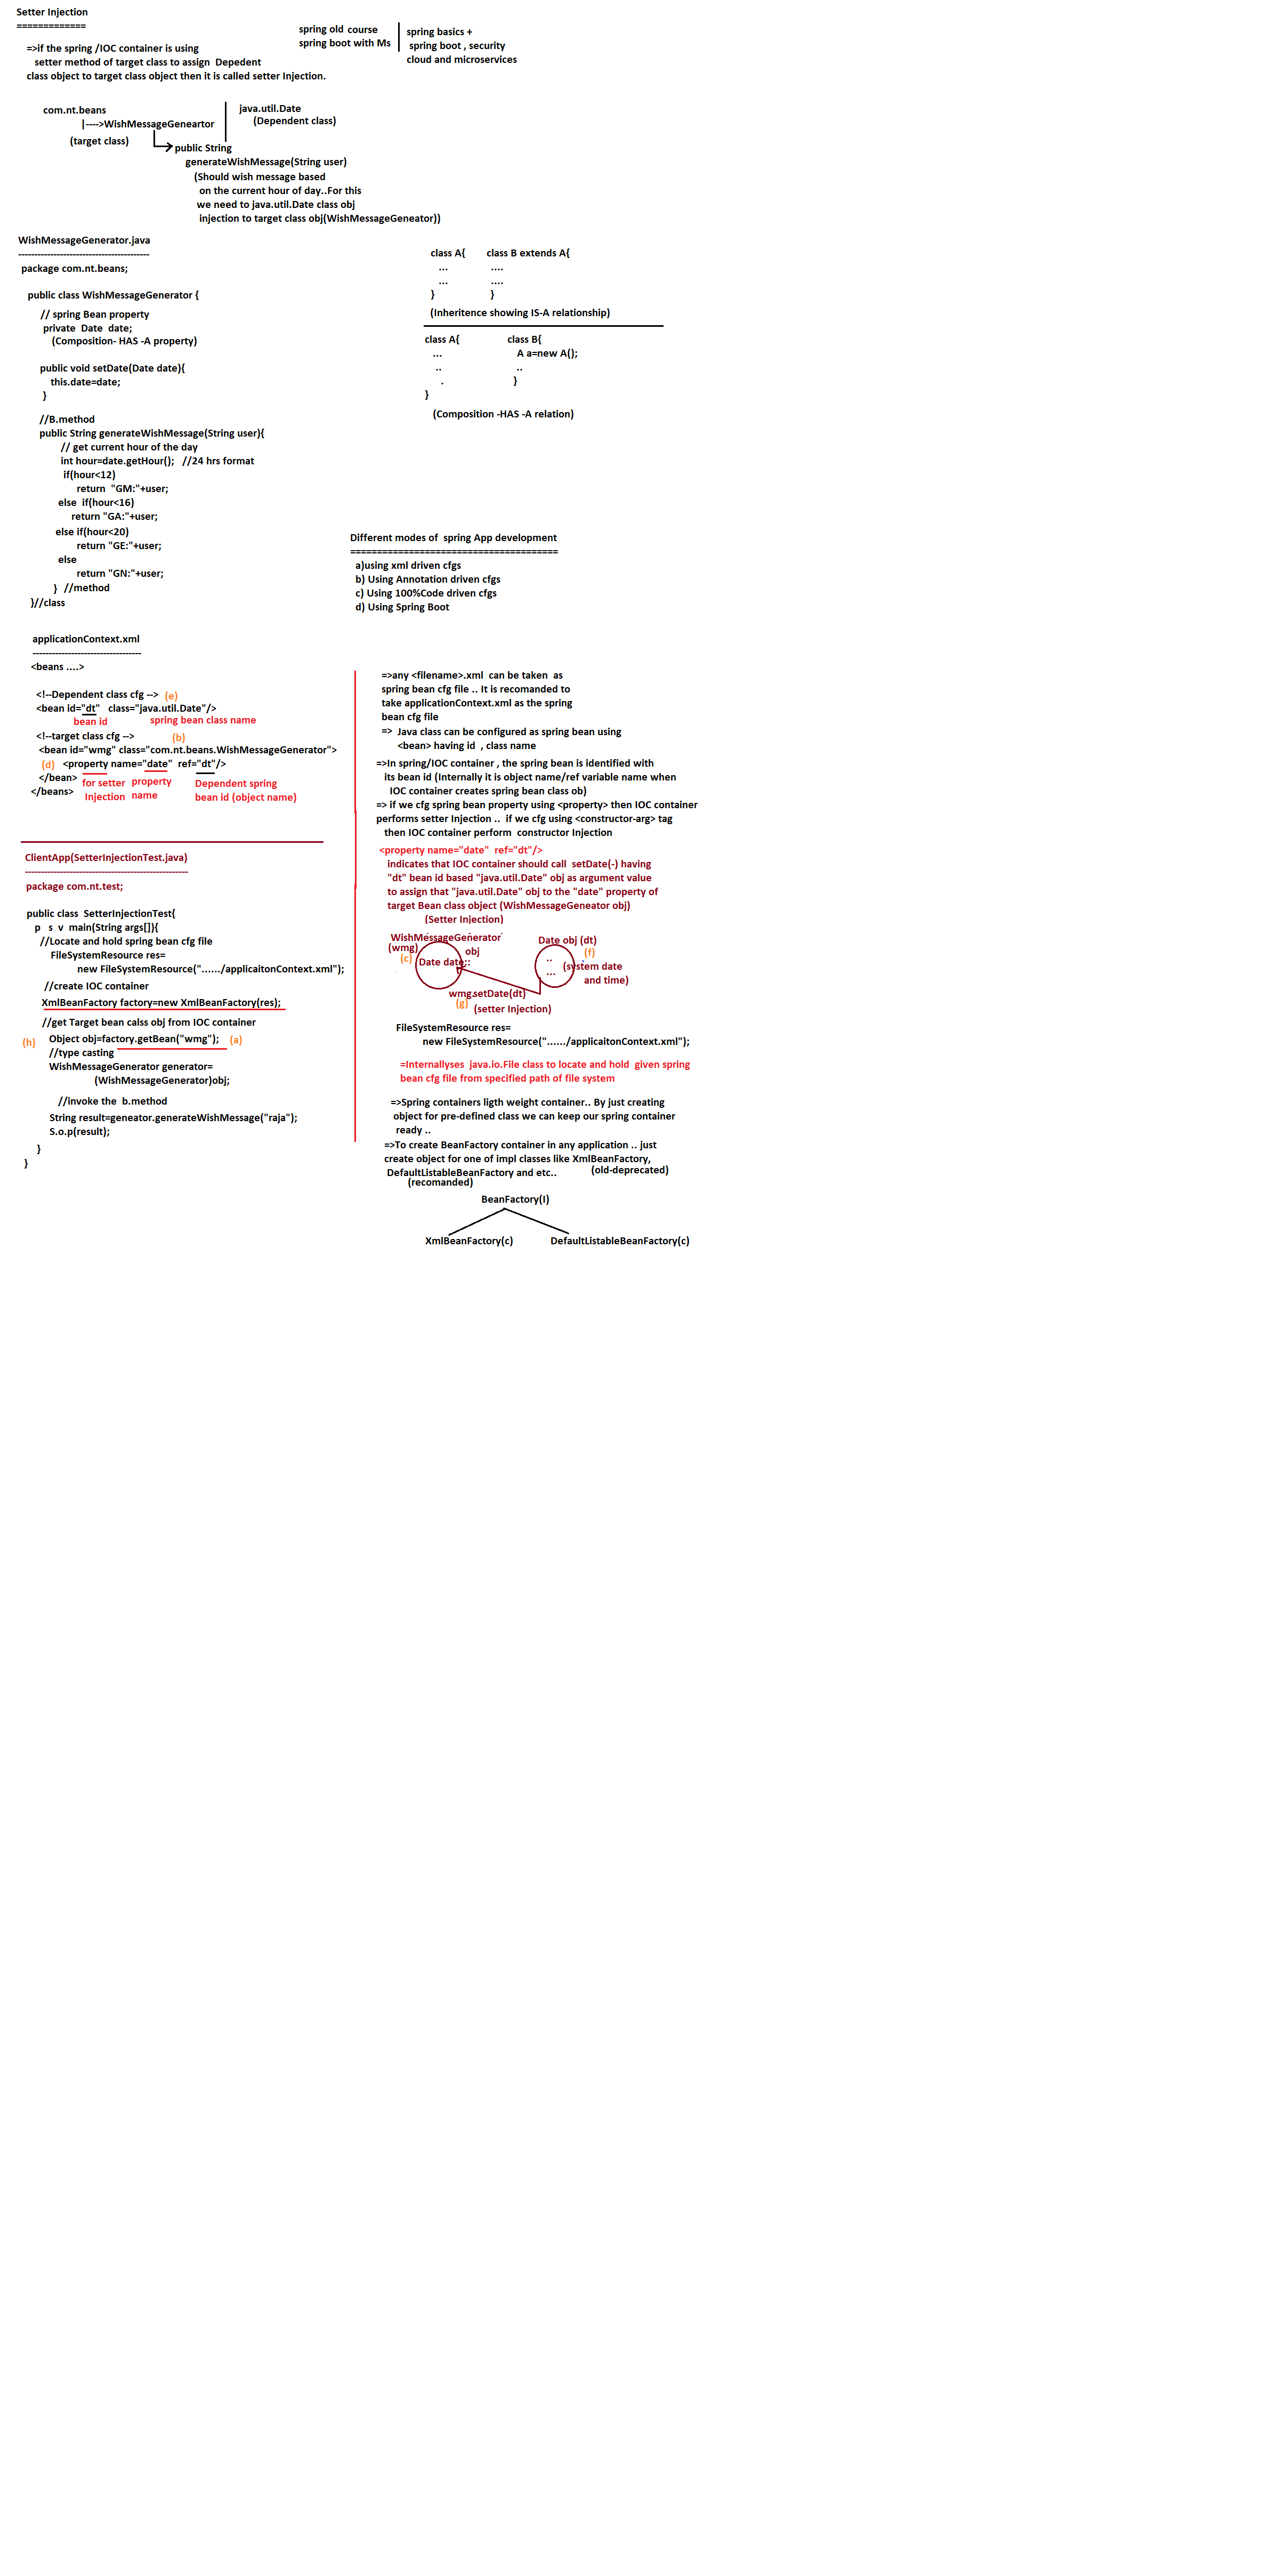 Setter Injection
=============
spring old course
spring boot with Ms
spring basics +
spring boot , security
cloud and microservices
=>if the spring /IOC container is using
setter method of target class to assign Depedent
class object to target class object then it is called setter Injection.
com.nt.beans
|---->WishMessageGeneartor
(target class)
java.util.Date
(Dependent class)
public String
generateWishMessage(String user)
(Should wish message based
on the current hour of day..For this
we need to java.util.Date class obj
injection to target class obj(WishMessageGeneator))
WishMessageGenerator.java
-----------------------------------------
package com.nt.beans;
public class WishMessageGenerator {
// spring Bean property
private Date date;
(Composition- HAS -A property)
public void setDate(Date date){
this.date=date;
}
//B.method
public String generateWishMessage(String user){
// get current hour of the day
int hour=date.getHour(); //24 hrs format
if(hour<12)
return "GM:"+user;
else if(hour<16)
return "GA:"+user;
else if(hour<20)
return "GE:"+user;
else
return "GN:"+user;
} //method
}//class
class A{ class B extends A{
... ....
... ....
} }
(Inheritence showing IS-A relationship)
class A{ class B{
... A a=new A();
.. ..
. }
}
(Composition -HAS -A relation)
Different modes of spring App development
=======================================
a)using xml driven cfgs
b) Using Annotation driven cfgs
c) Using 100%Code driven cfgs
d) Using Spring Boot
applicationContext.xml
----------------------------------
<beans ....>
<!--Dependent class cfg --> (e)
<bean id="dt" class="java.util.Date"/>
bean id spring bean class name
<!--target class cfg --> (b)
<bean id="wmg" class="com.nt.beans.WishMessageGenerator">
(d) <property name="date" ref="dt"/>
</bean>
</beans>
for setter
Injection
property
name
Dependent spring
bean id (object name)
ClientApp(SetterInjectionTest.java)
---------------------------------------------------
package com.nt.test;
public class SetterInjectionTest{
p s v main(String args[]){
//Locate and hold spring bean cfg file
FileSystemResource res=
new FileSystemResource("....../applicaitonContext.xml");
//create IOC container
XmlBeanFactory factory=new XmlBeanFactory(res);
//get Target bean calss obj from IOC container
(h) Object obj=factory.getBean("wmg"); (a)
//type casting
WishMessageGenerator generator=
(WishMessageGenerator)obj;
//invoke the b.method
String result=geneator.generateWishMessage("raja");
S.o.p(result);
}
}
=>any <filename>.xml can be taken as
spring bean cfg file .. It is recomanded to
take applicationContext.xml as the spring
bean cfg file
=> Java class can be configured as spring bean using
<bean> having id , class name
=>In spring/IOC container , the spring bean is identified with
its bean id (Internally it is object name/ref variable name when
IOC container creates spring bean class ob)
=> if we cfg spring bean property using <property> then IOC container
performs setter Injection .. if we cfg using <constructor-arg> tag
then IOC container perform constructor Injection
<property name="date" ref="dt"/>
indicates that IOC container should call setDate(-) having
"dt" bean id based "java.util.Date" obj as argument value
to assign that "java.util.Date" obj to the "date" property of
target Bean class object (WishMessageGeneator obj)
(Setter Injection)
WishMessageGenerator
(wmg) obj
(c)
Date date::
Date obj (dt)
(f)
..
...
(system date
and time)
wmg.setDate(dt)
(g) (setter Injection)
FileSystemResource res=
new FileSystemResource("....../applicaitonContext.xml");
=Internallyses java.io.File class to locate and hold given spring
bean cfg file from specified path of file system
=>Spring containers ligth weight container.. By just creating
object for pre-defined class we can keep our spring container
ready ..
=>To create BeanFactory container in any application .. just
create object for one of impl classes like XmlBeanFactory,
(old-deprecated)
DefaultListableBeanFactory and etc..
(recomanded)
BeanFactory(I)
XmlBeanFactory(c) DefaultListableBeanFactory(c)